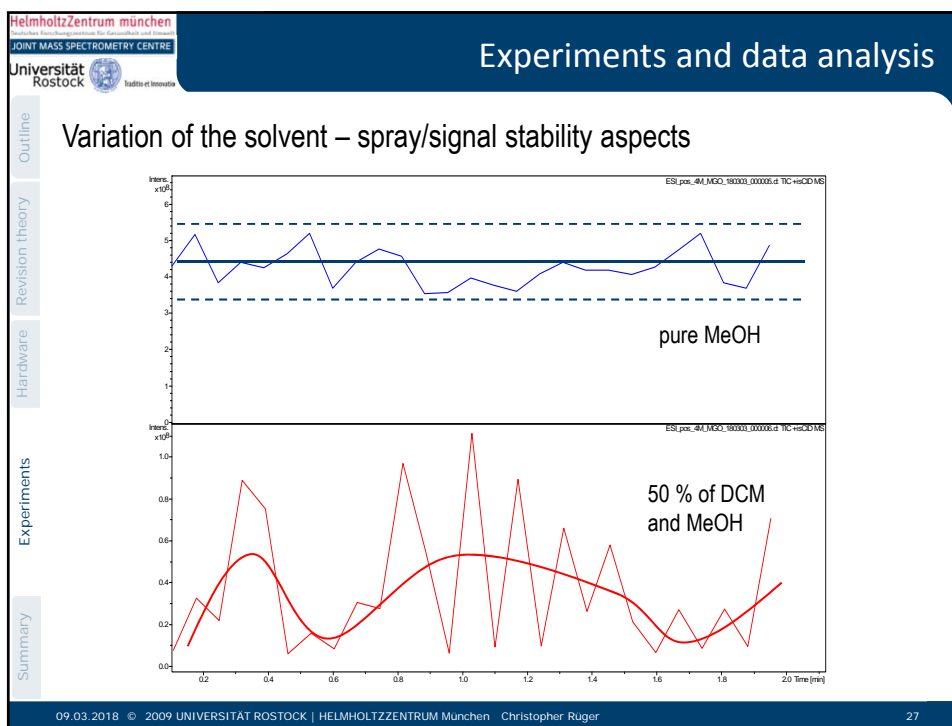 HelmholtzZentrum münchen
Deutsches Forschungszentrum für Gesundheit und Umwelt
JOINT MASS SPECTROMETRY CENTRE
Universität
Rostock
Traditio et Innovatio
Experiments and data analysis
Outline
Revision theory
Hardware
Experiments
Summary
Variation of the solvent – spray/signal stability aspects
Intens.
x10⁸
ESI_pos_4M_MGO_180303_000005.d: TIC +isCID MS
6
5
4
3
2
1
0
pure MeOH
Intens.
x10⁸
ESI_pos_4M_MGO_180303_000006.d: TIC +isCID MS
1.0
0.8
0.6
0.4
0.2
0.0
50 % of DCM
and MeOH
0.2 0.4 0.6 0.8 1.0 1.2 1.4 1.6 1.8 2.0 Time [min]
09.03.2018 © 2009 UNIVERSITÄT ROSTOCK | HELMHOLTZZENTRUM München Christopher Rüger 27